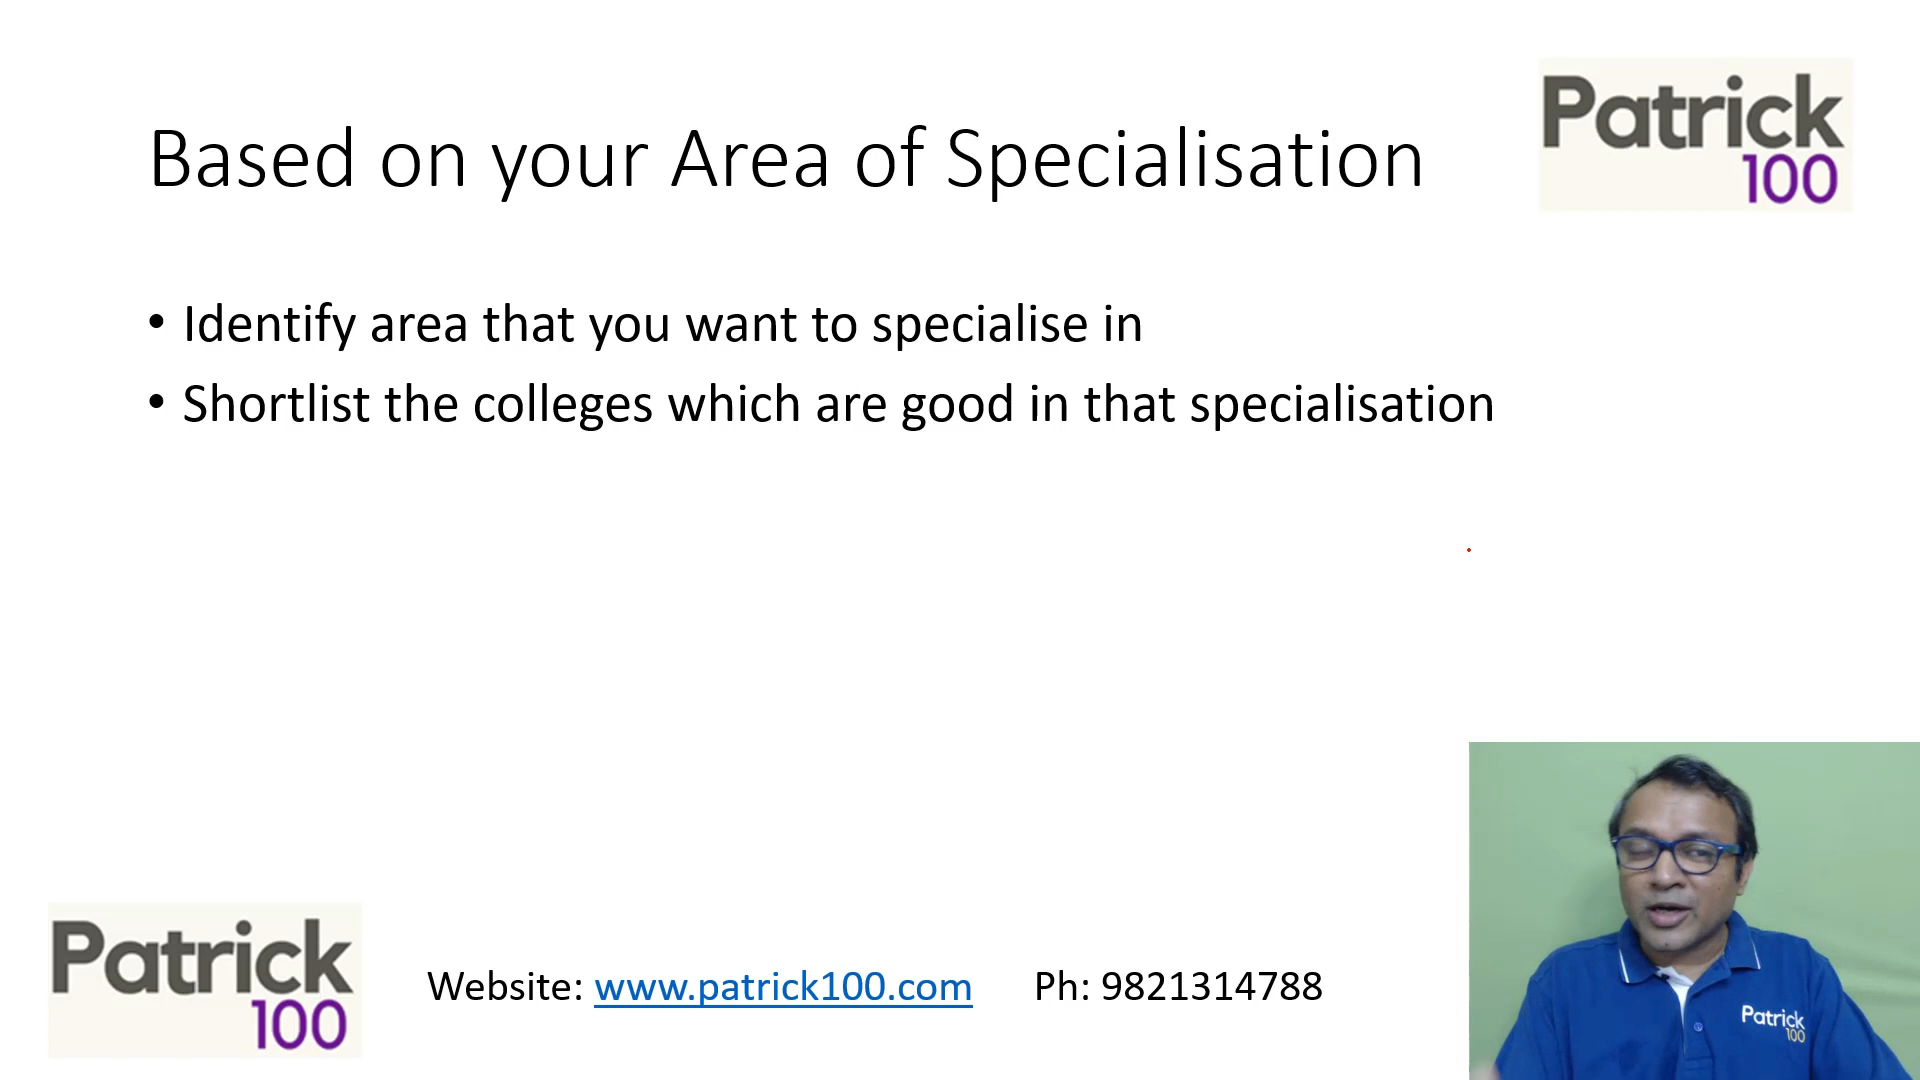 Patrick
100
Based on your Area of Specialisation
• Identify area that you want to specialise in
• Shortlist the colleges which are good in that specialisation
Patrick
100
Website: www.patrick100.com Ph: 9821314788
Patrick
100